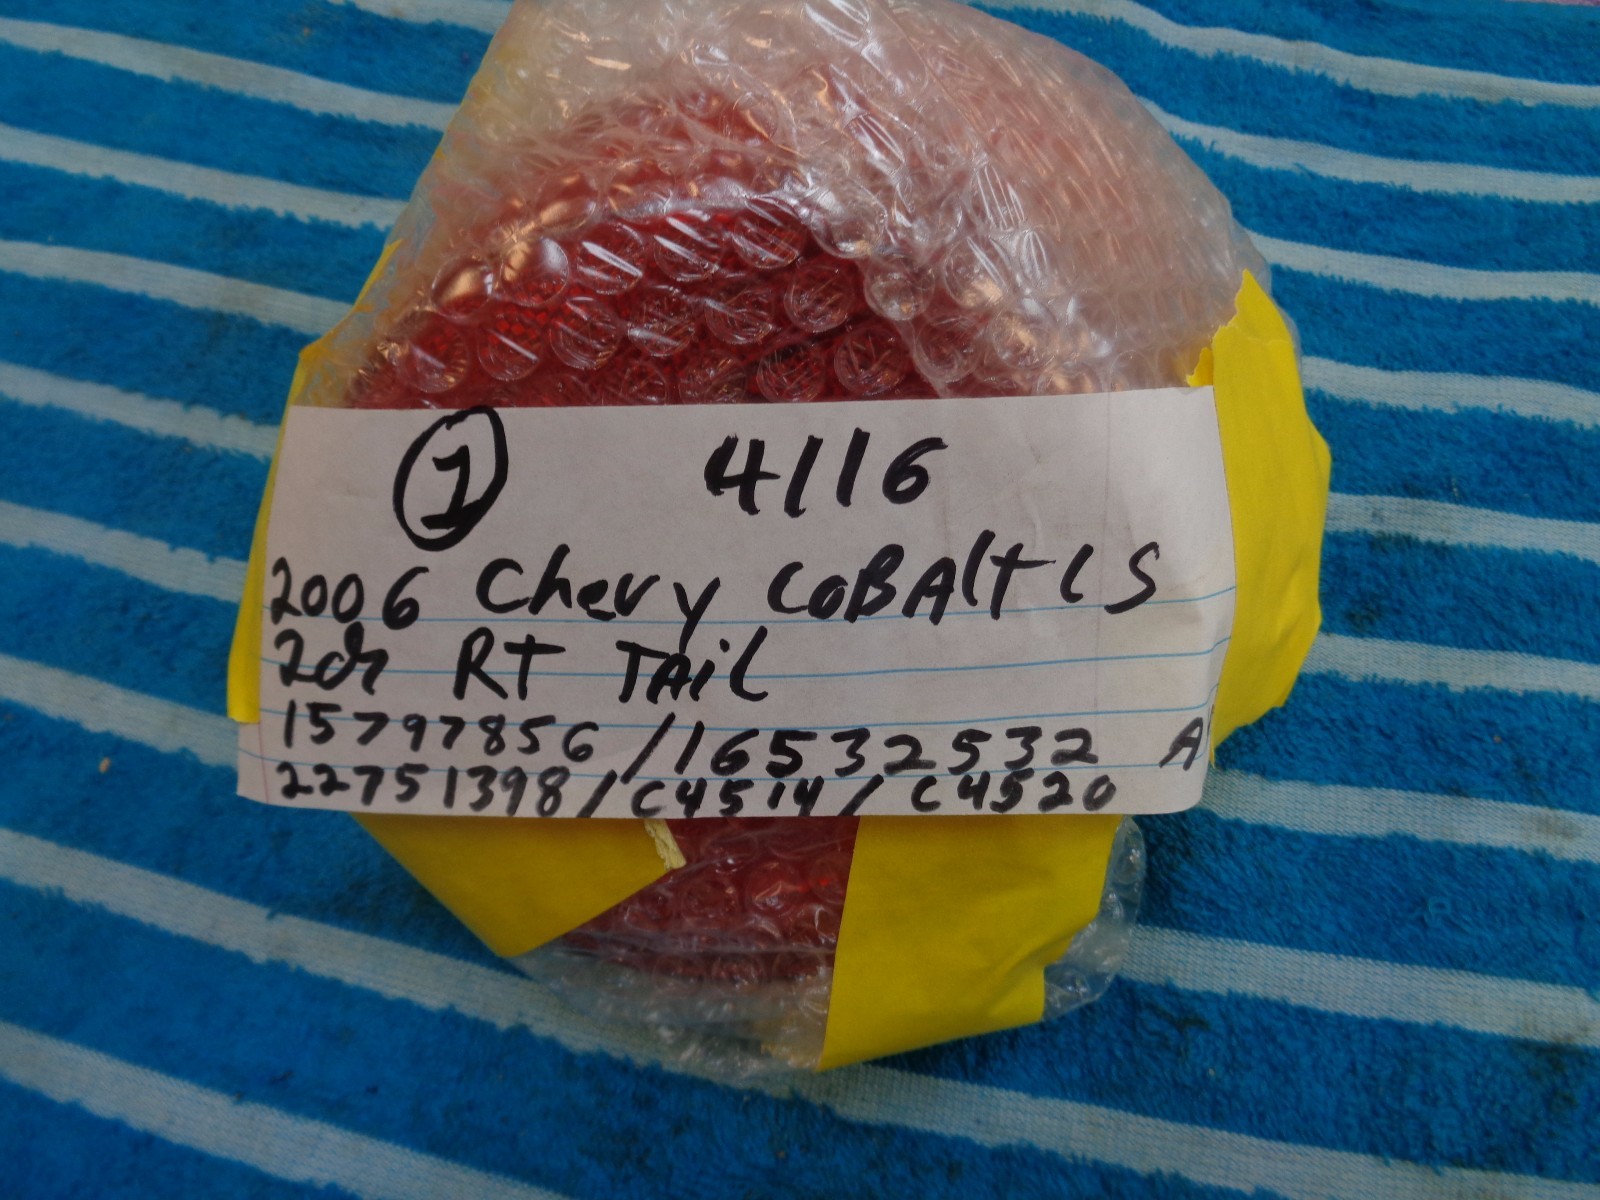 1 4116
2006 Chevy CoBAlt LS
2dr RT TAiL
15797856 / 16532532
22751398 / C4514 / C4520